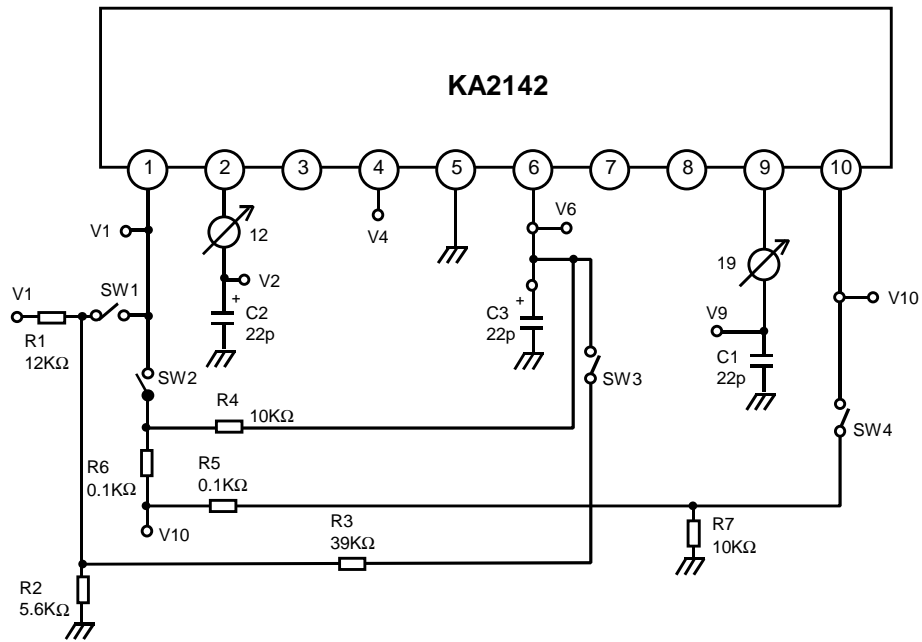 KA2142
1 2 3 4 5 6 7 8 9 10
V1
12
V4
V6
19
V10
V2
V1
SW1
+
C2
22p
C3
+
22p
V9
C1
22p
R1
12KΩ
SW2
SW3
R4
10KΩ
SW4
R6
0.1KΩ
R5
0.1KΩ
V10
R3
39KΩ
R7
10KΩ
R2
5.6KΩ